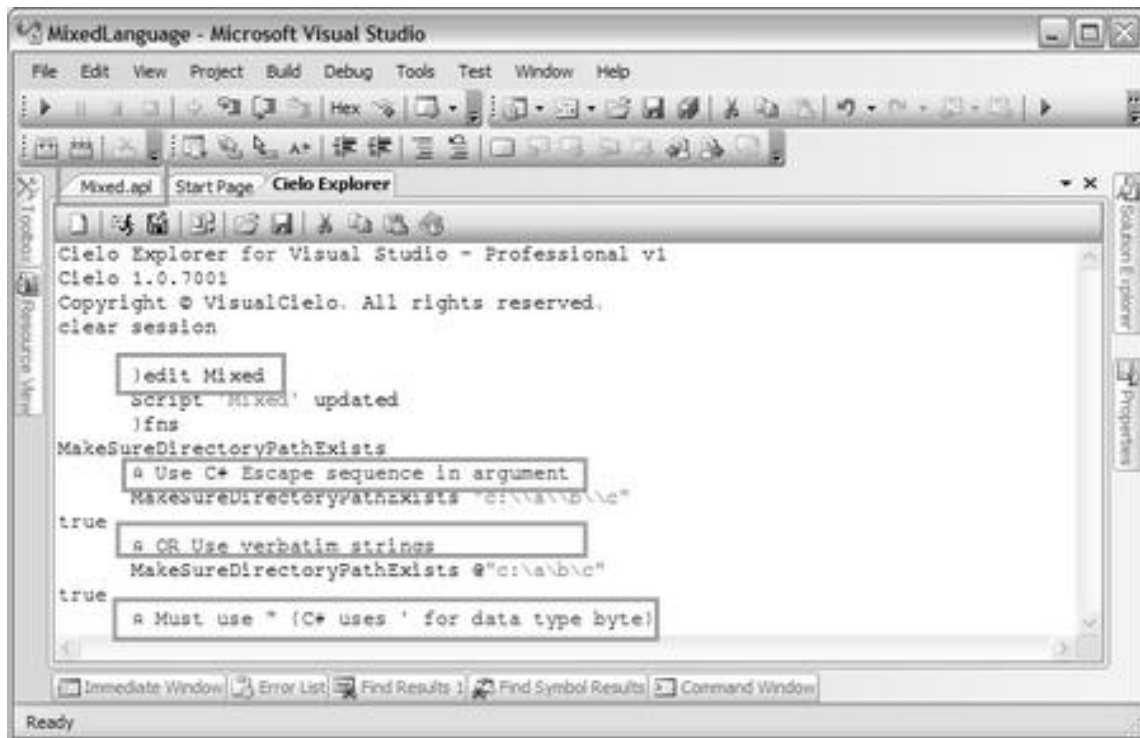 MixedLanguage - Microsoft Visual Studio
File Edit View Project Build Debug Tools Test Window Help
Hex
Mixed.apl Start Page Cielo Explorer
Toolbox
Resource View
Solution Explorer
Properties
Cielo Explorer for Visual Studio - Professional v1
Cielo 1.0.7001
Copyright © VisualCielo. All rights reserved.
clear session
)edit Mixed
Script 'Mixed' updated
)fns
MakeSureDirectoryPathExists
⍝ Use C# Escape sequence in argument
MakeSureDirectoryPathExists "c:\\a\\b\\c"
true
⍝ OR Use verbatim strings
MakeSureDirectoryPathExists @"c:\a\b\c"
true
⍝ Must use " (C# uses ' for data type byte)
Immediate Window Error List Find Results 1 Find Symbol Results Command Window
Ready